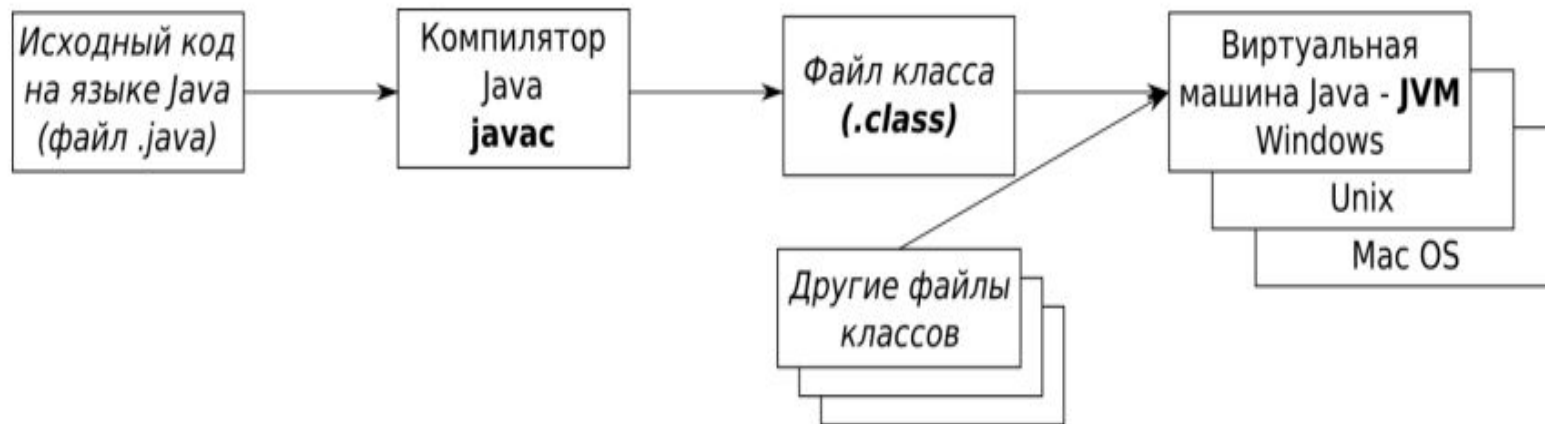 Исходный код
на языке Java
(файл .java)
Компилятор
Java
javac
Файл класса
(.class)
Виртуальная
машина Java - JVM
Windows
Unix
Mac OS
Другие файлы
классов